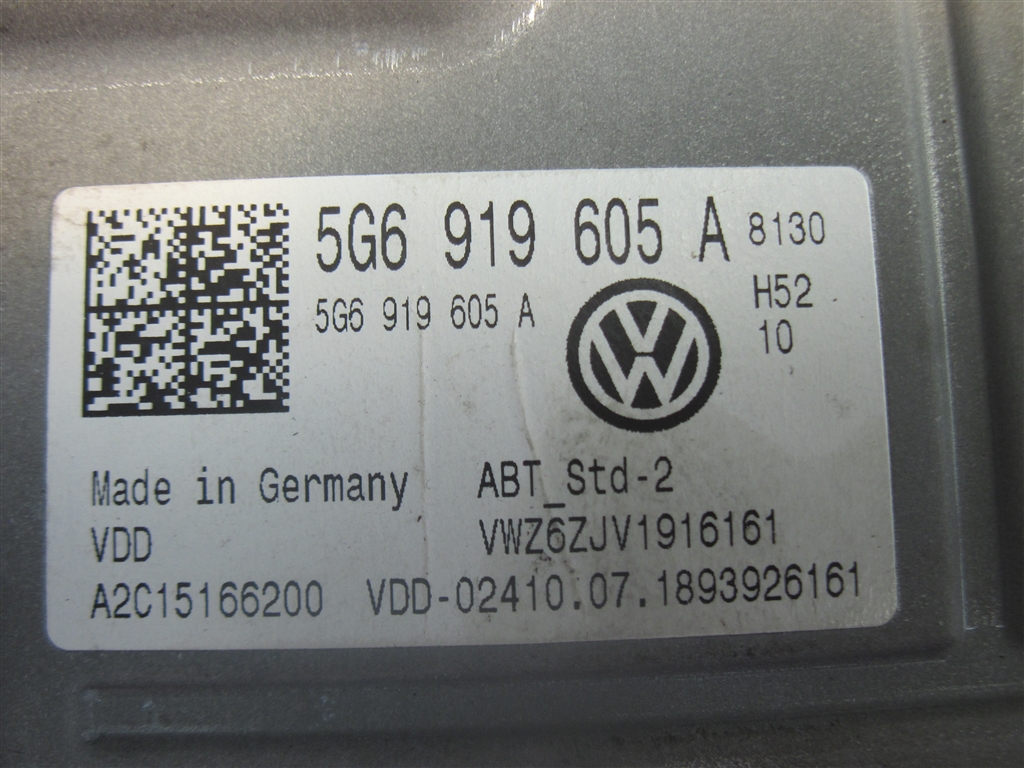 5G6 919 605 A 8130
5G6 919 605 A
H52
10
Made in Germany ABT_Std-2
VDD VWZ6ZJV1916161
A2C15166200 VDD-02410.07.1893926161